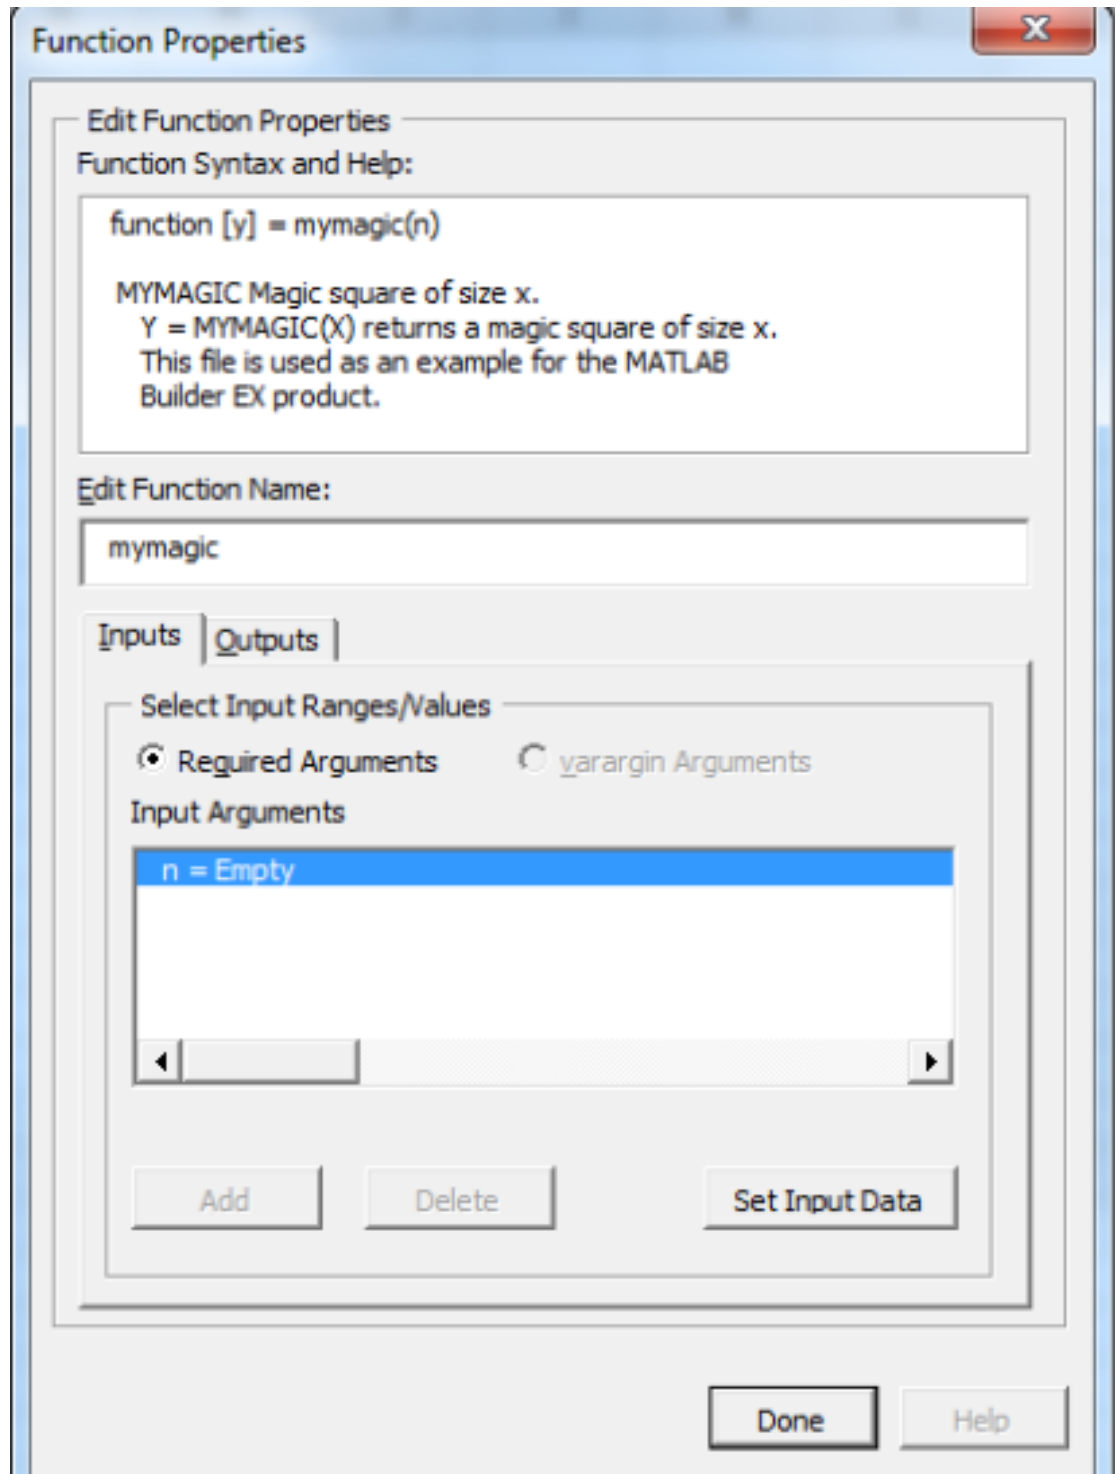 Function Properties
Edit Function Properties
Function Syntax and Help:
function [y] = mymagic(n)
MYMAGIC Magic square of size x.
Y = MYMAGIC(X) returns a magic square of size x.
This file is used as an example for the MATLAB
Builder EX product.
Edit Function Name:
mymagic
Inputs Outputs
Select Input Ranges/Values
Required Arguments varargin Arguments
Input Arguments
n = Empty
Add Delete Set Input Data
Done Help